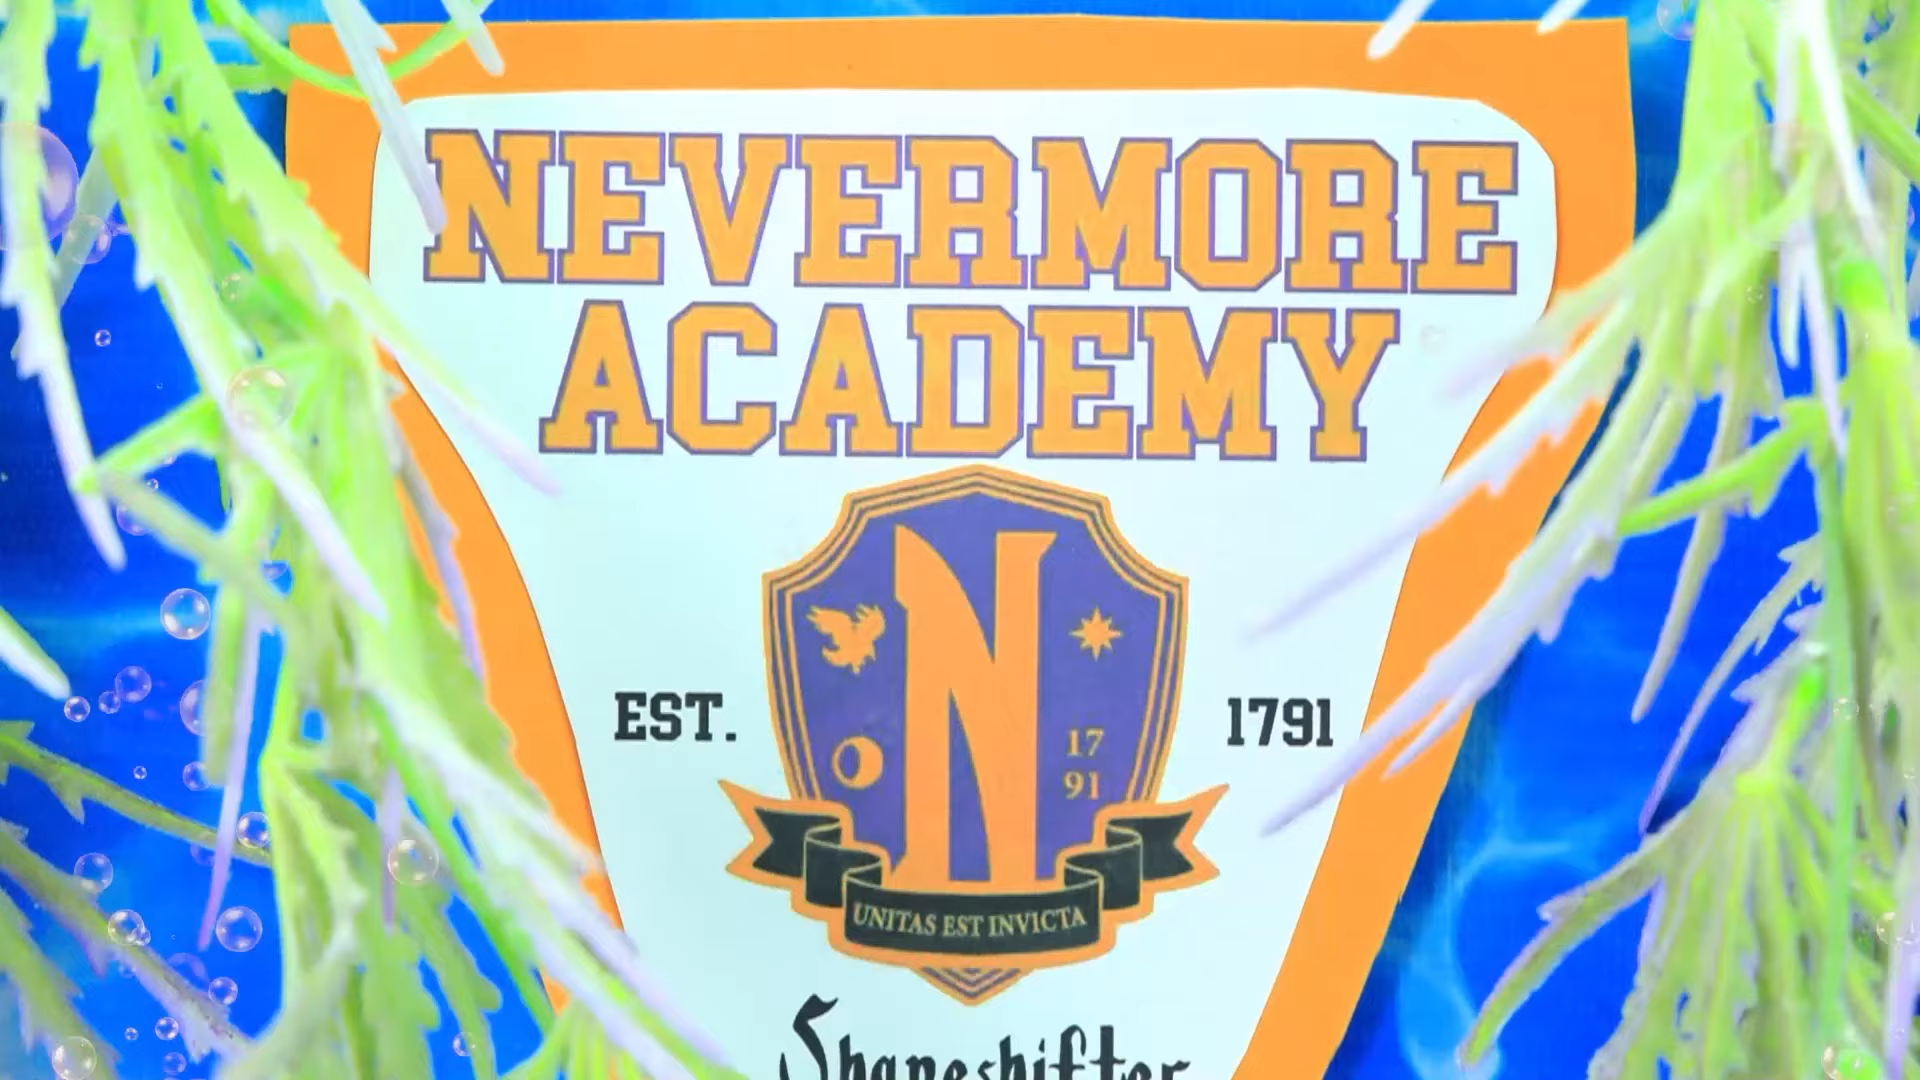 NEVERMORE
ACADEMY
EST.
1791
N
17
91
UNITAS EST INVICTA
Shapeshifter